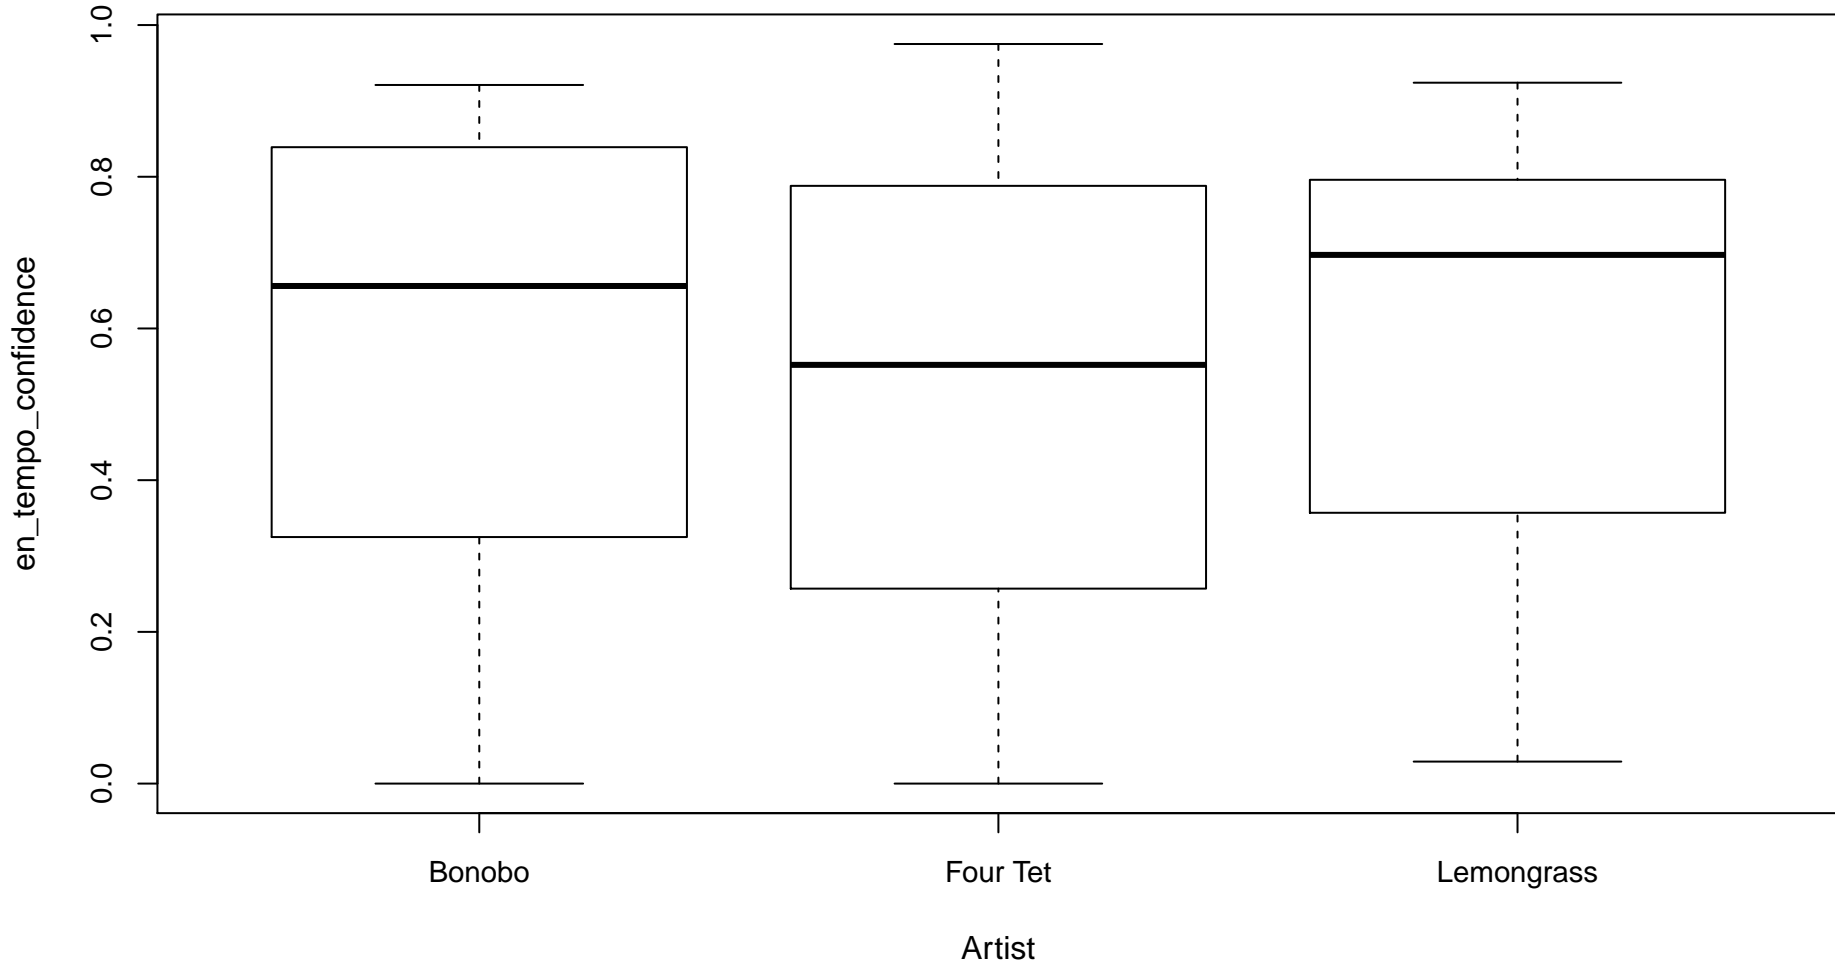 en_tempo_confidence
1.0
0.8
0.6
0.4
0.2
0.0
Bonobo
Four Tet
Lemongrass
Artist